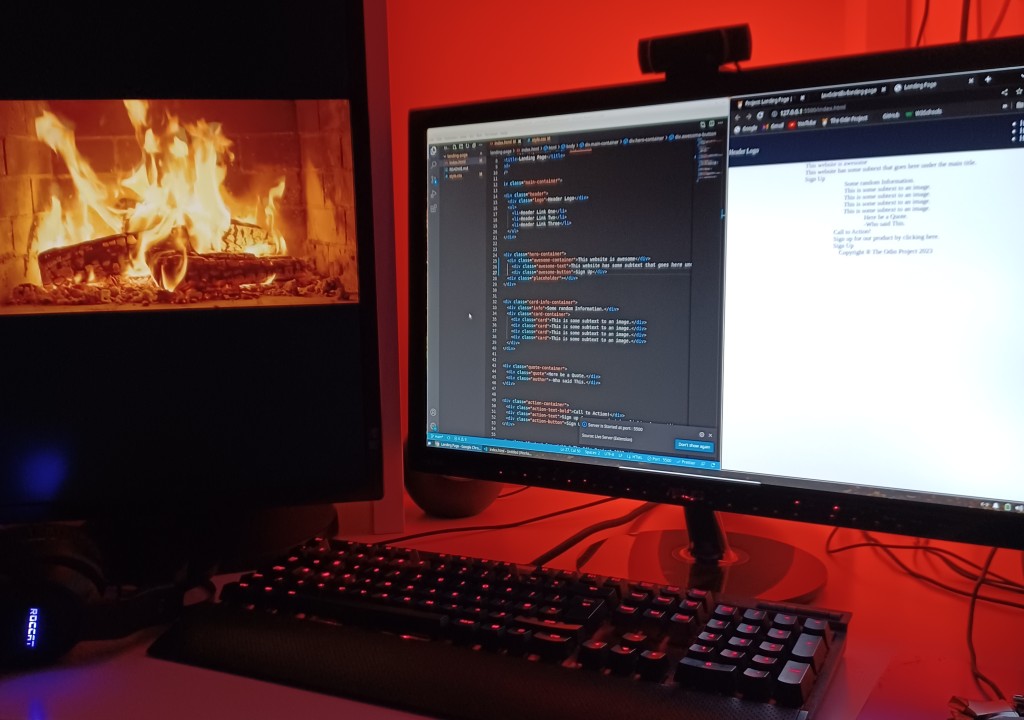 ROCCAT
<title>Landing Page</title>
class="main-container">
<div class="header">
<div class="logo">Header Logo</div>
<ul>
<li>Header Link One</li>
<li>Header Link Two</li>
<li>Header Link Three</li>
</ul>
</div>
<div class="hero-container">
<div class="awesome-container">This website is awesome</div>
<div class="awesome-text">This website has some subtext that goes here
<div class="awesome-button">Sign Up</div>
<div class="placeholder"></div>
</div>
<div class="card-info-container">
<div class="info">Some random information.</div>
<div class="card-container">
<div class="card">This is some subtext to an image.</div>
<div class="card">This is some subtext to an image.</div>
<div class="card">This is some subtext to an image.</div>
<div class="card">This is some subtext to an image.</div>
</div>
</div>
<div class="quote-container">
<div class="quote">Here be a Quote.</div>
- Who said This.</div>
</div>
<div class="action-container">
<div class="action-text-bold">Call to Action!</div>
<div class="action-text">Sign up
<div class="action-button">Sign
Server is Started at port : 5500
Source: Live Server (Extension)
Don't show again
Project: Landing Page
127.0.0.1:5500/index.html
Google Gmail YouTube The Odin Project GitHub W3Schools
Header Logo
This website is awesome
This website has some subtext that goes here under the main title.
Sign Up
Some random information.
This is some subtext to an image.
This is some subtext to an image.
This is some subtext to an image.
This is some subtext to an image.
Here be a Quote
-Who said This.
Call to Action!
Sign up for our product by clicking here.
Sign Up
Copyright © The Odin Project 2023